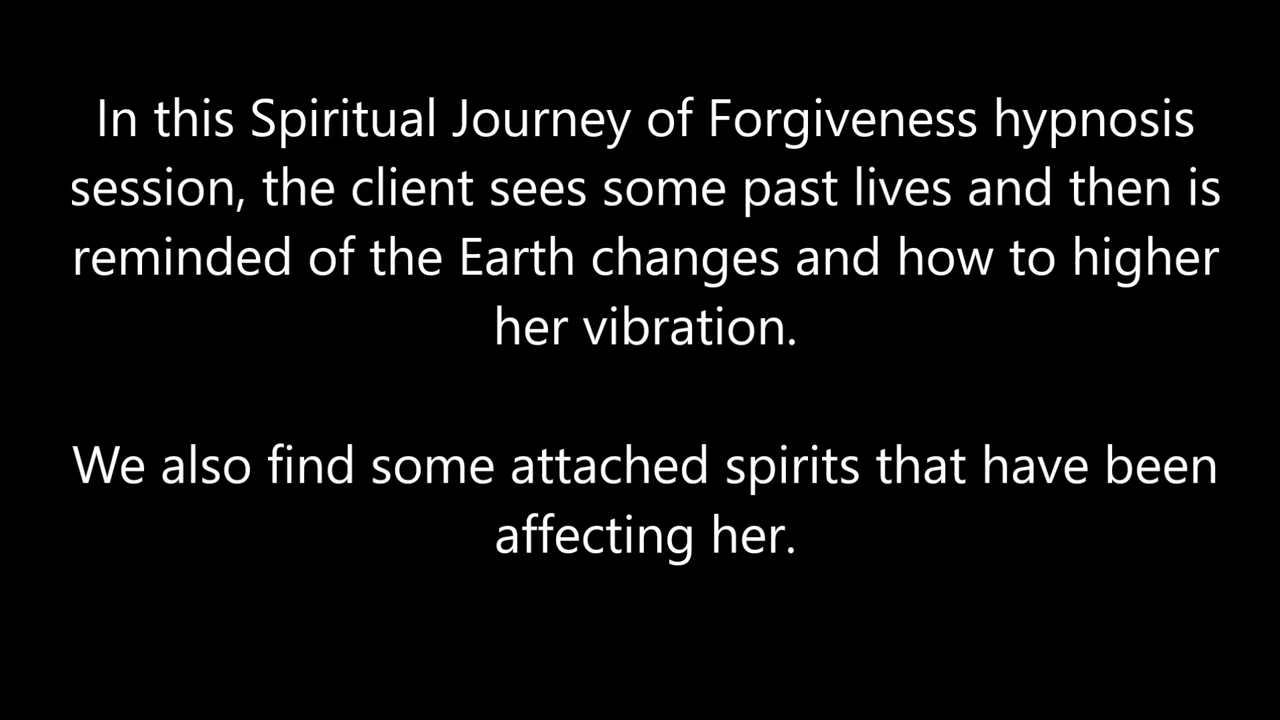 In this Spiritual Journey of Forgiveness hypnosis
session, the client sees some past lives and then is
reminded of the Earth changes and how to higher
her vibration.
We also find some attached spirits that have been
affecting her.